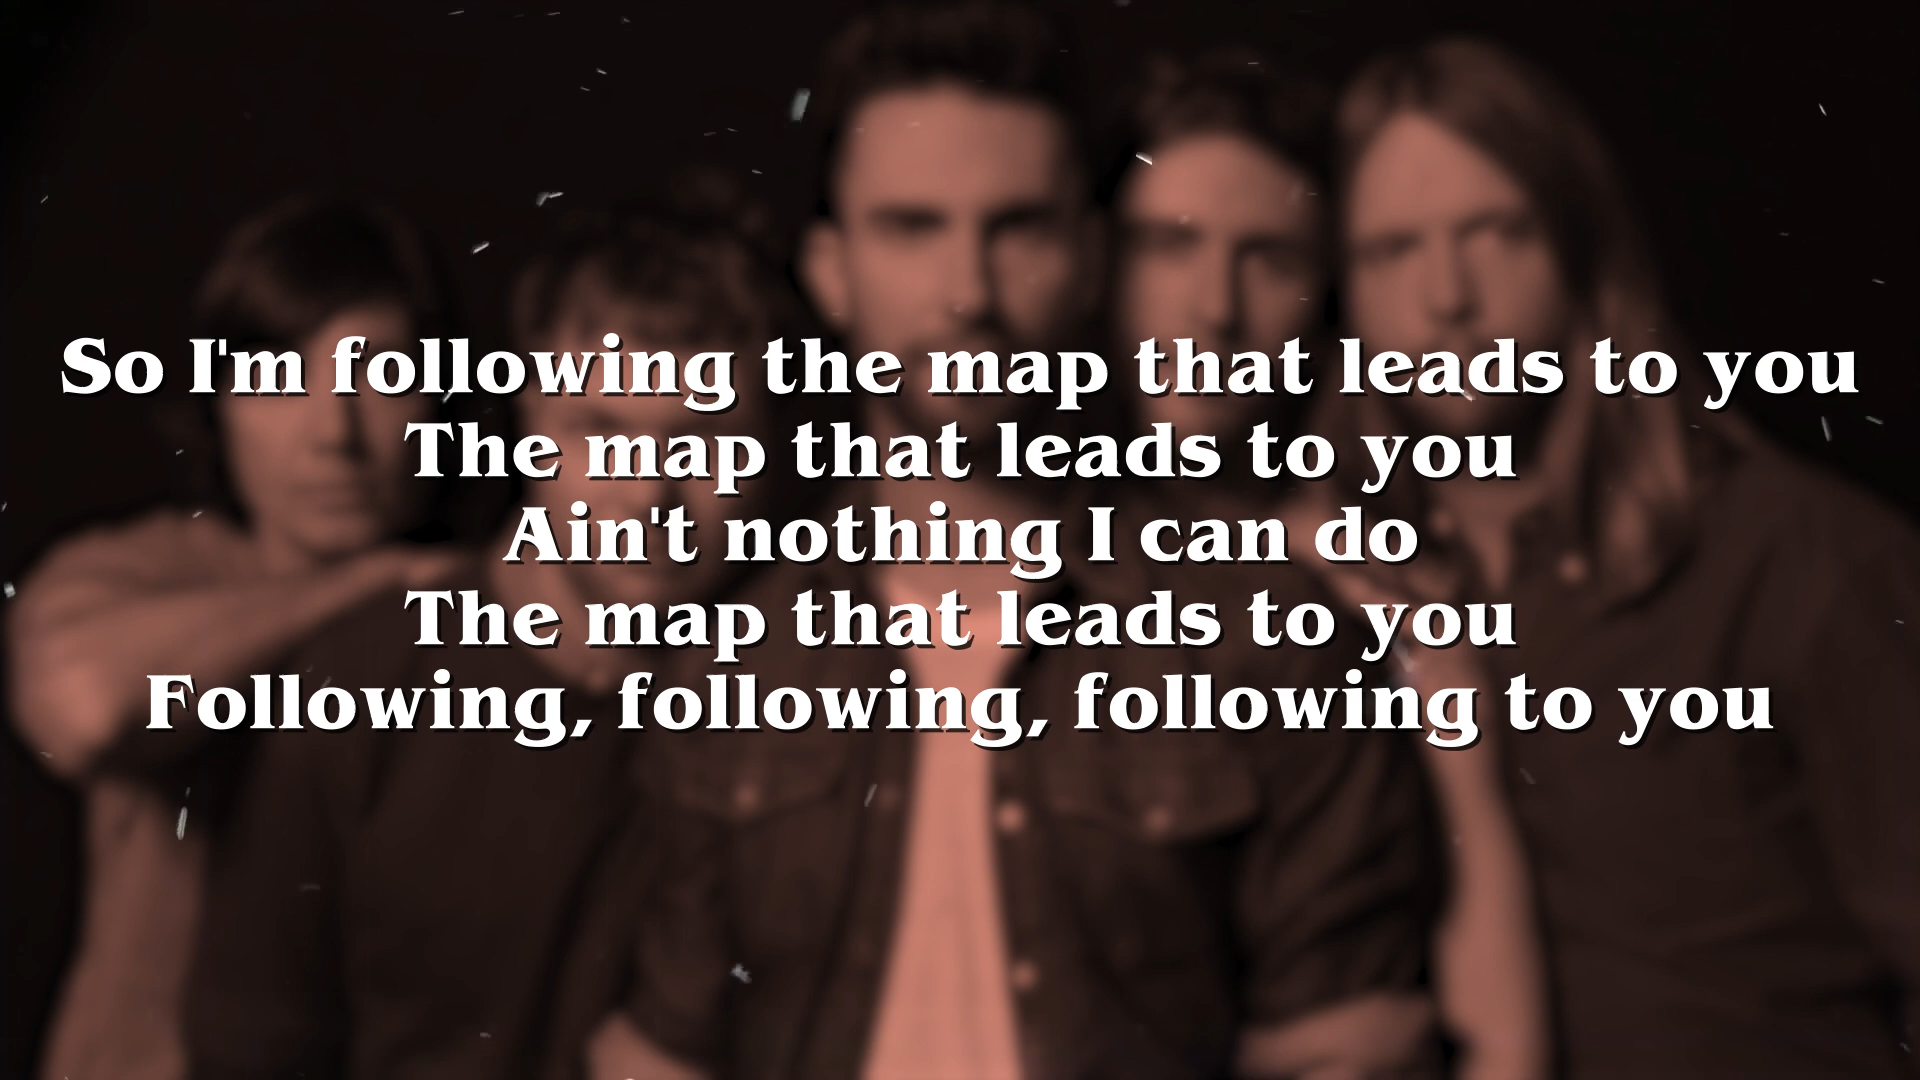 So I'm following the map that leads to you
The map that leads to you
Ain't nothing I can do
The map that leads to you
Following, following, following to you